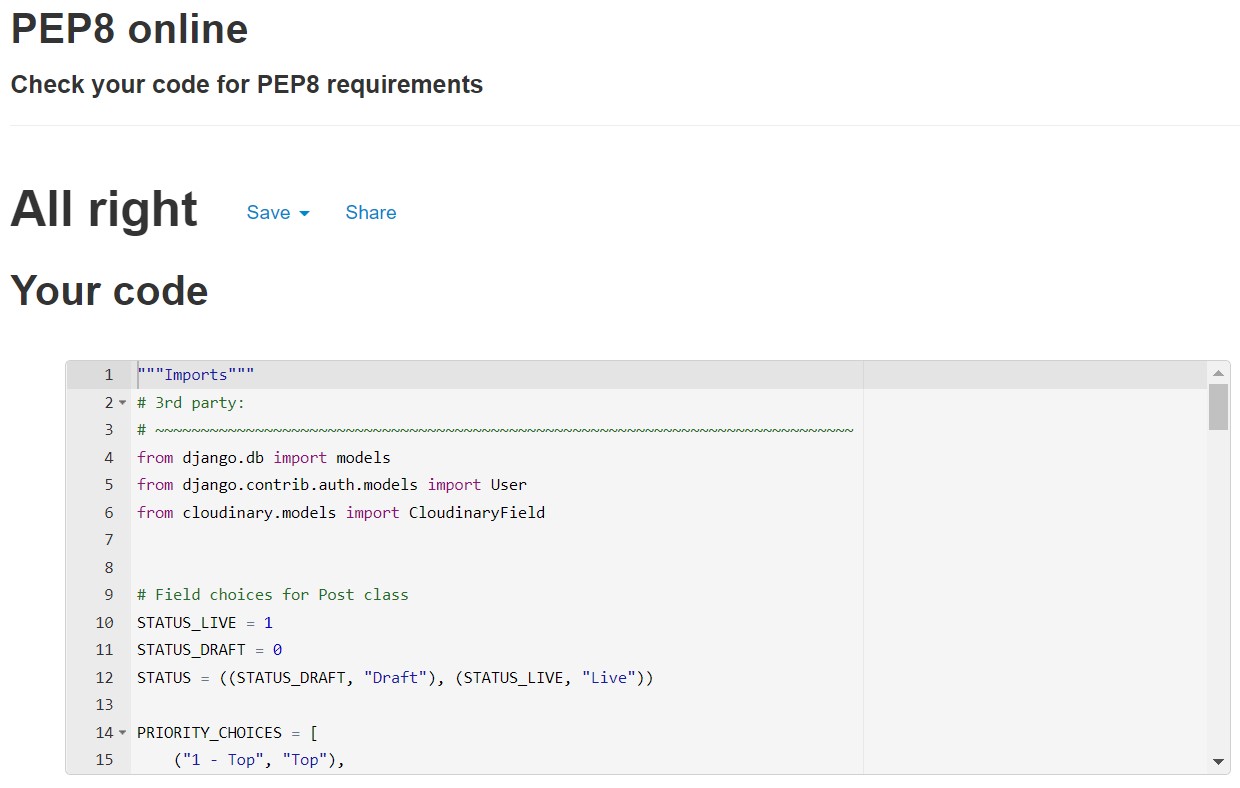 PEP8 online
Check your code for PEP8 requirements
All right Save Share
Your code
1 """Imports"""
2 # 3rd party:
3 # ~~~~~~~~~~~~~~~~~~~~~~~~~~~~~~~~~~~~~~~~~~~~~~~~~~~~~~~~~~~~~~~~~~~~~~~~~~~~~
4 from django.db import models
5 from django.contrib.auth.models import User
6 from cloudinary.models import CloudinaryField
7
8
9 # Field choices for Post class
10 STATUS_LIVE = 1
11 STATUS_DRAFT = 0
12 STATUS = ((STATUS_DRAFT, "Draft"), (STATUS_LIVE, "Live"))
13
14 PRIORITY_CHOICES = [
15     ("1 - Top", "Top"),